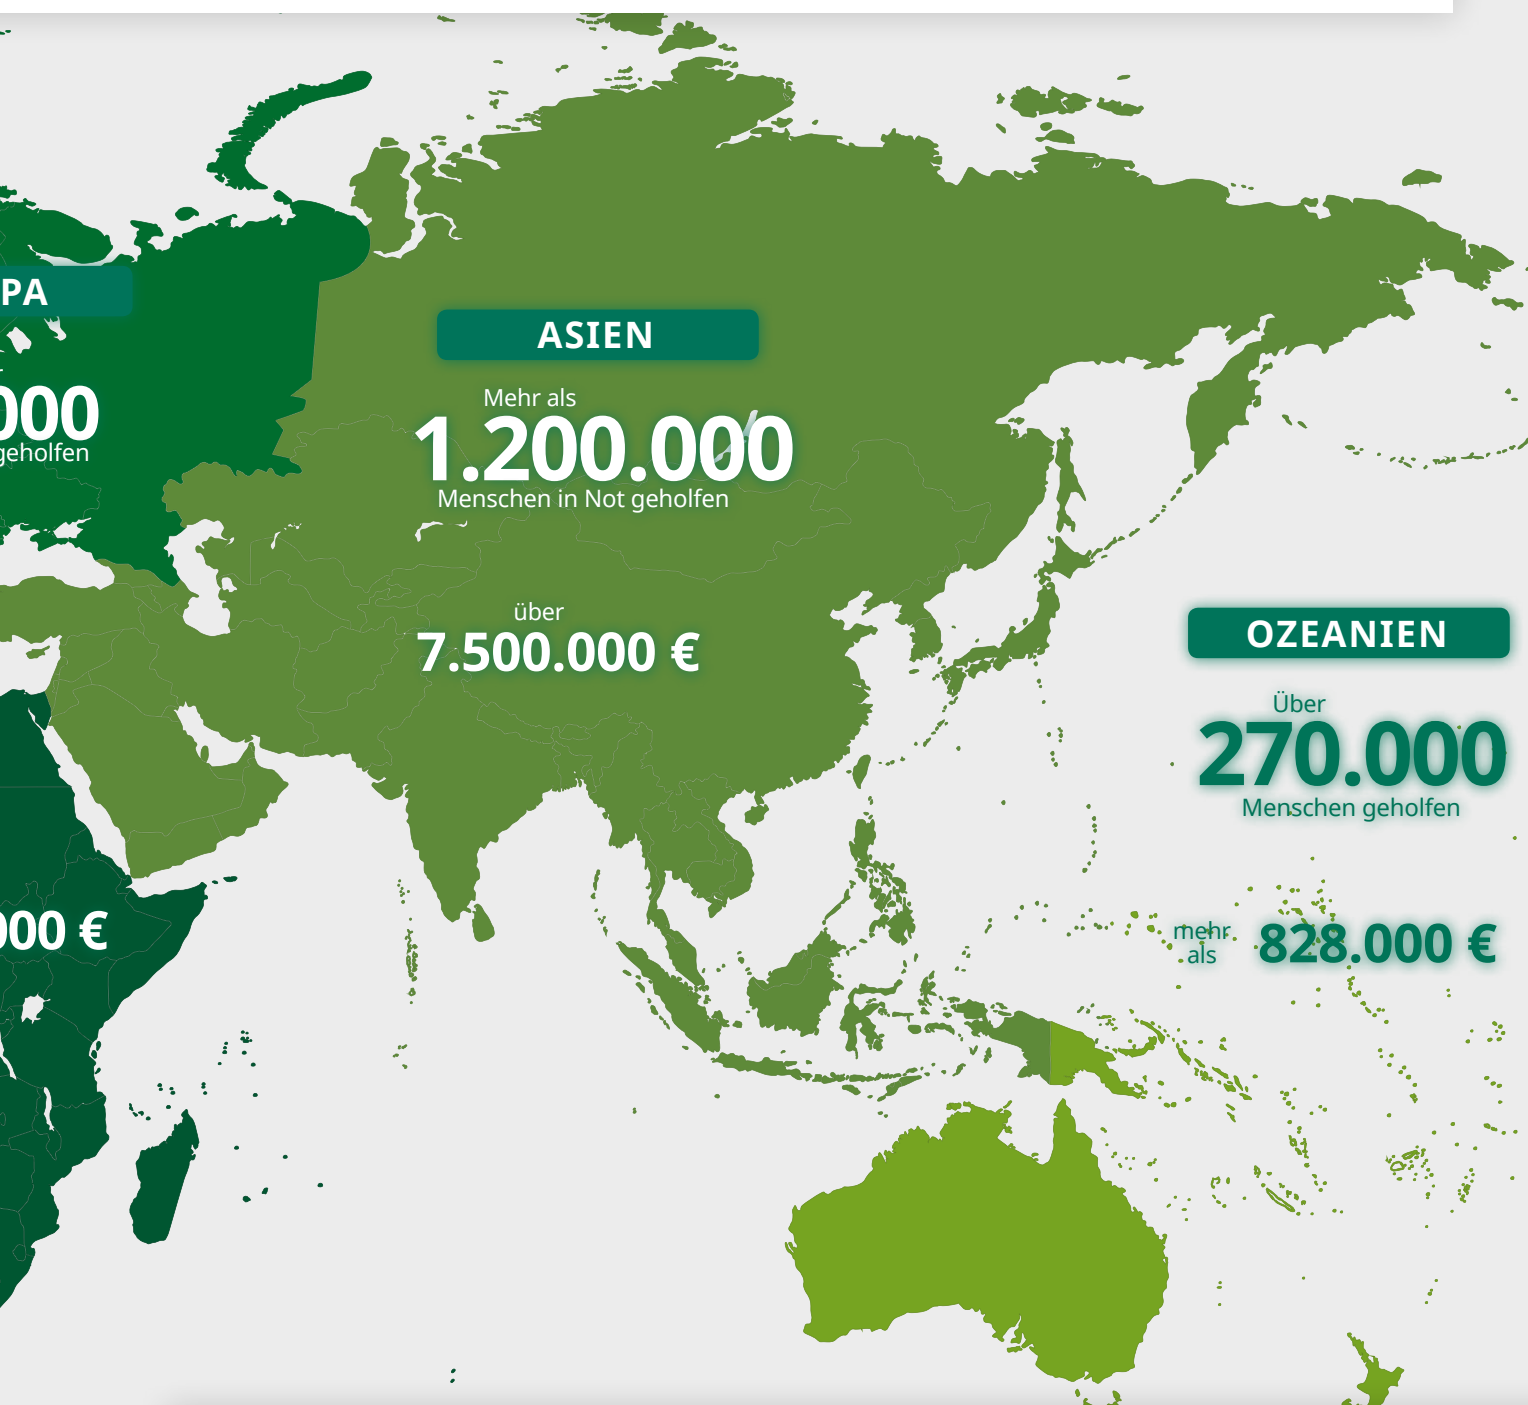 PA
000
geholfen
000 €
ASIEN
Mehr als
1.200.000
Menschen in Not geholfen
über
7.500.000 €
OZEANIEN
Über
270.000
Menschen geholfen
mehr
als
828.000 €